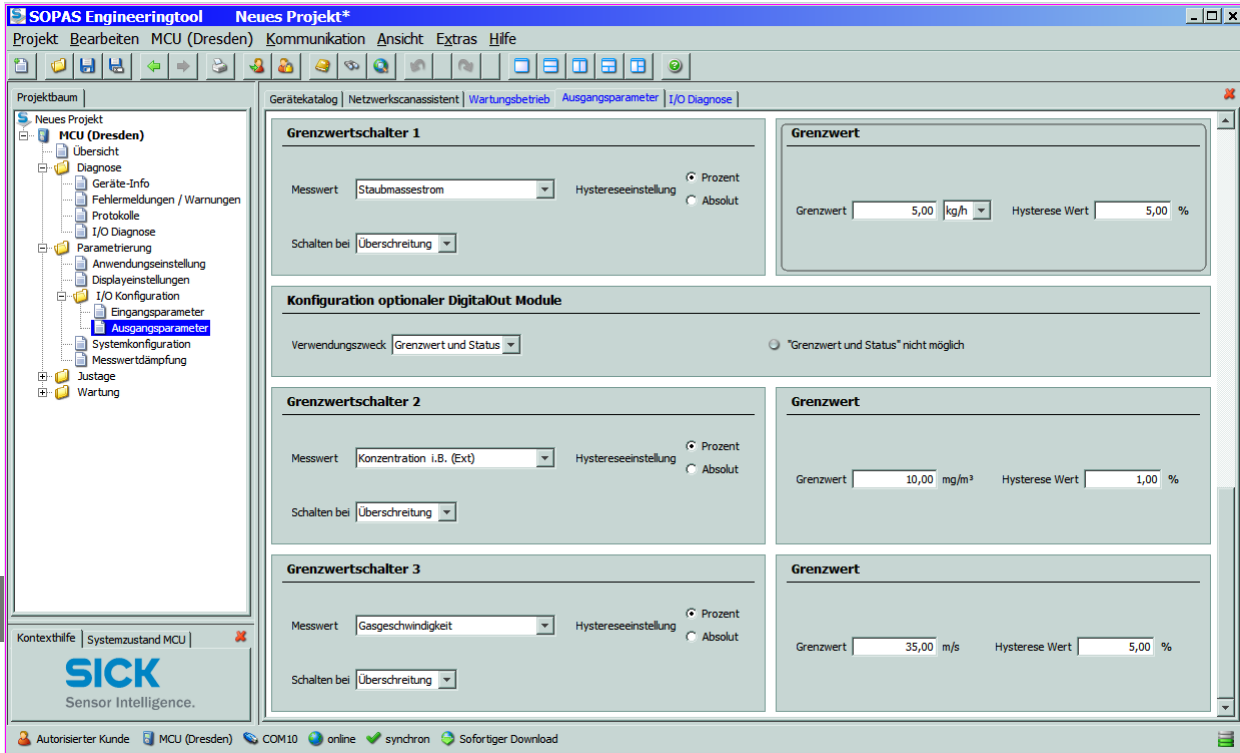 SOPAS Engineeringtool Neues Projekt*
Projekt Bearbeiten MCU (Dresden) Kommunikation Ansicht Extras Hilfe
Projektbaum
Neues Projekt
MCU (Dresden)
Übersicht
Diagnose
Geräte-Info
Fehlermeldungen / Warnungen
Protokolle
I/O Diagnose
Parametrierung
Anwendungseinstellung
Displayeinstellungen
I/O Konfiguration
Eingangsparameter
Ausgangsparameter
Systemkonfiguration
Messwertdämpfung
Justage
Wartung
Kontexthilfe Systemzustand MCU
SICK
Sensor Intelligence.
Gerätekatalog Netzwerkscanassistent Wartungsbetrieb Ausgangsparameter I/O Diagnose
Grenzwertschalter 1
Messwert Staubmassestrom Hystereseeinstellung Prozent
Absolut
Schalten bei Überschreitung
Grenzwert
Grenzwert 5,00 kg/h Hysterese Wert 5,00 %
Konfiguration optionaler DigitalOut Module
Verwendungszweck Grenzwert und Status "Grenzwert und Status" nicht möglich
Grenzwertschalter 2
Messwert Konzentration i.B. (Ext) Hystereseeinstellung Prozent
Absolut
Schalten bei Überschreitung
Grenzwert
Grenzwert 10,00 mg/m³ Hysterese Wert 1,00 %
Grenzwertschalter 3
Messwert Gasgeschwindigkeit Hystereseeinstellung Prozent
Absolut
Schalten bei Überschreitung
Grenzwert
Grenzwert 35,00 m/s Hysterese Wert 5,00 %
Autorisierter Kunde MCU (Dresden) COM10 online synchron Sofortiger Download